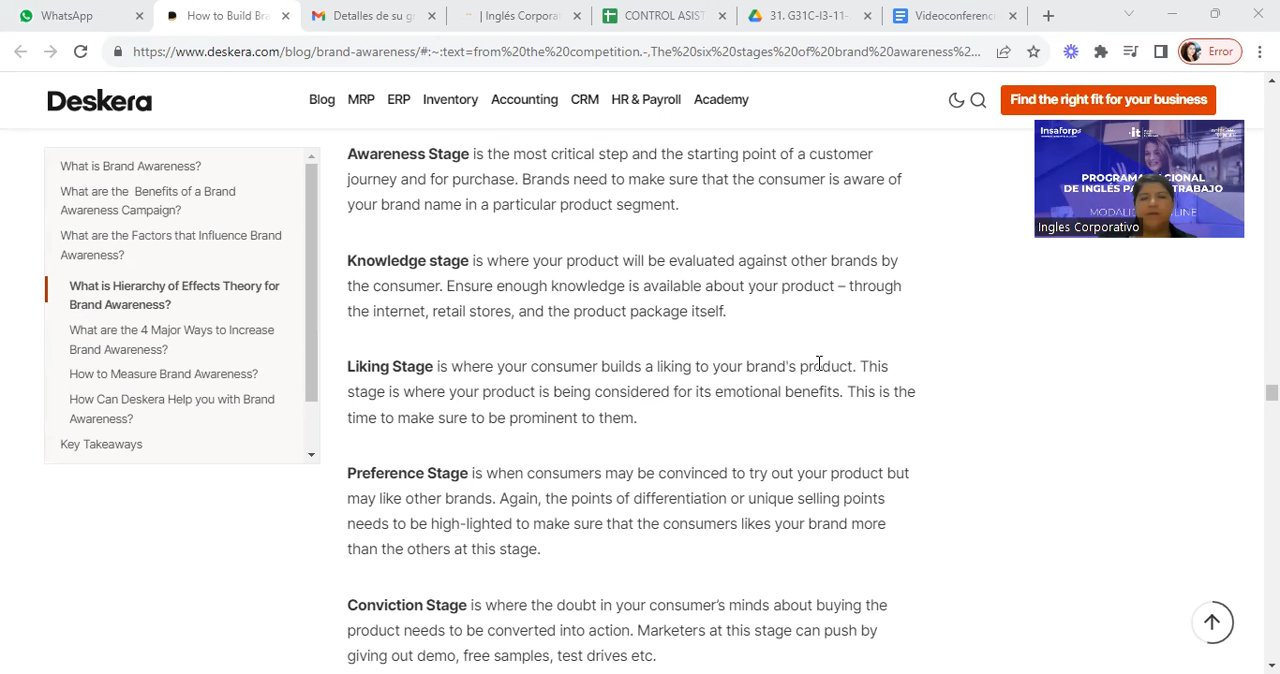 WhatsApp
How to Build Bra
Detalles de su g
| Inglés Corpora
CONTROL ASIST
31. G31C-I3-11-
Videoconferenc
https://www.deskera.com/blog/brand-awareness/#:~:text=from%20the%20competition.-,The%20six%20stages%20of%20brand%20awareness%2...
Error
Deskera
Blog MRP ERP Inventory Accounting CRM HR & Payroll Academy
Find the right fit for your business
What is Brand Awareness?
What are the Benefits of a Brand
Awareness Campaign?
What are the Factors that Influence Brand
Awareness?
What is Hierarchy of Effects Theory for
Brand Awareness?
What are the 4 Major Ways to Increase
Brand Awareness?
How to Measure Brand Awareness?
How Can Deskera Help you with Brand
Awareness?
Key Takeaways
Awareness Stage is the most critical step and the starting point of a customer
journey and for purchase. Brands need to make sure that the consumer is aware of
your brand name in a particular product segment.
Knowledge stage is where your product will be evaluated against other brands by
the consumer. Ensure enough knowledge is available about your product – through
the internet, retail stores, and the product package itself.
Liking Stage is where your consumer builds a liking to your brand's product. This
stage is where your product is being considered for its emotional benefits. This is the
time to make sure to be prominent to them.
Preference Stage is when consumers may be convinced to try out your product but
may like other brands. Again, the points of differentiation or unique selling points
needs to be high-lighted to make sure that the consumers likes your brand more
than the others at this stage.
Conviction Stage is where the doubt in your consumer's minds about buying the
product needs to be converted into action. Marketers at this stage can push by
giving out demo, free samples, test drives etc.
Insaforp
PROGRAMA NACIONAL
DE INGLÉS PA TRABAJO
MODALIS LINE
Ingles Corporativo